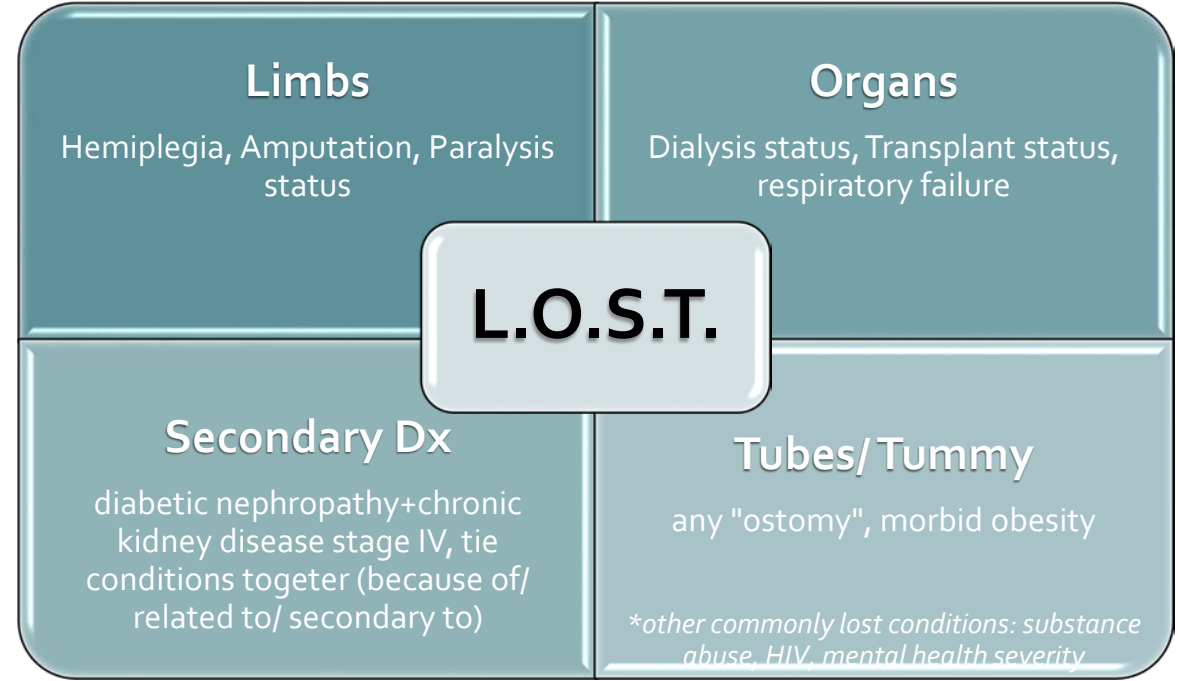 Limbs
Hemiplegia, Amputation, Paralysis
status
Organs
Dialysis status, Transplant status,
respiratory failure
L.O.S.T.
Secondary Dx
diabetic nephropathy+chronic
kidney disease stage IV, tie
conditions togeter (because of/
related to/ secondary to)
Tubes/ Tummy
any "ostomy", morbid obesity
*other commonly lost conditions: substance
abuse, HIV, mental health severity